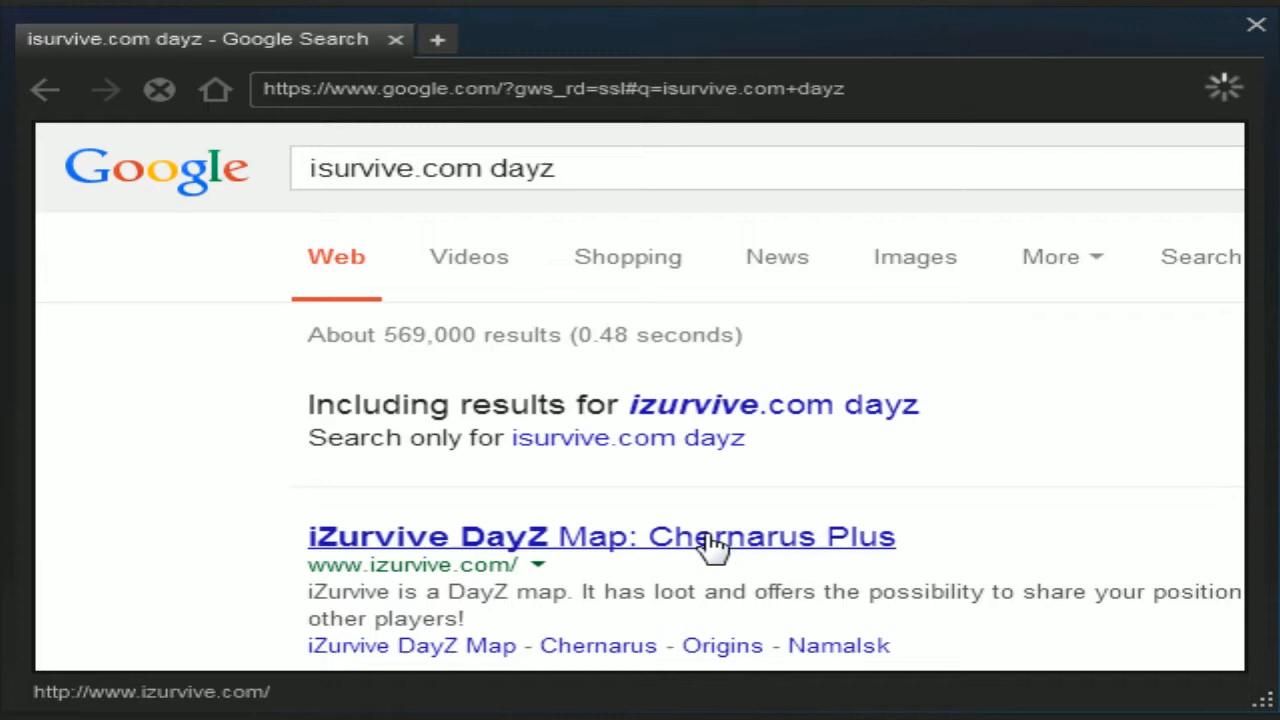 isurvive.com dayz - Google Search
https://www.google.com/?gws_rd=ssl#q=isurvive.com+dayz
Google isurvive.com dayz
Web Videos Shopping News Images More Search
About 569,000 results (0.48 seconds)
Including results for izurvive.com dayz
Search only for isurvive.com dayz
iZurvive DayZ Map: Chernarus Plus
www.izurvive.com/
iZurvive is a DayZ map. It has loot and offers the possibility to share your position
other players!
iZurvive DayZ Map - Chernarus - Origins - Namalsk
http://www.izurvive.com/